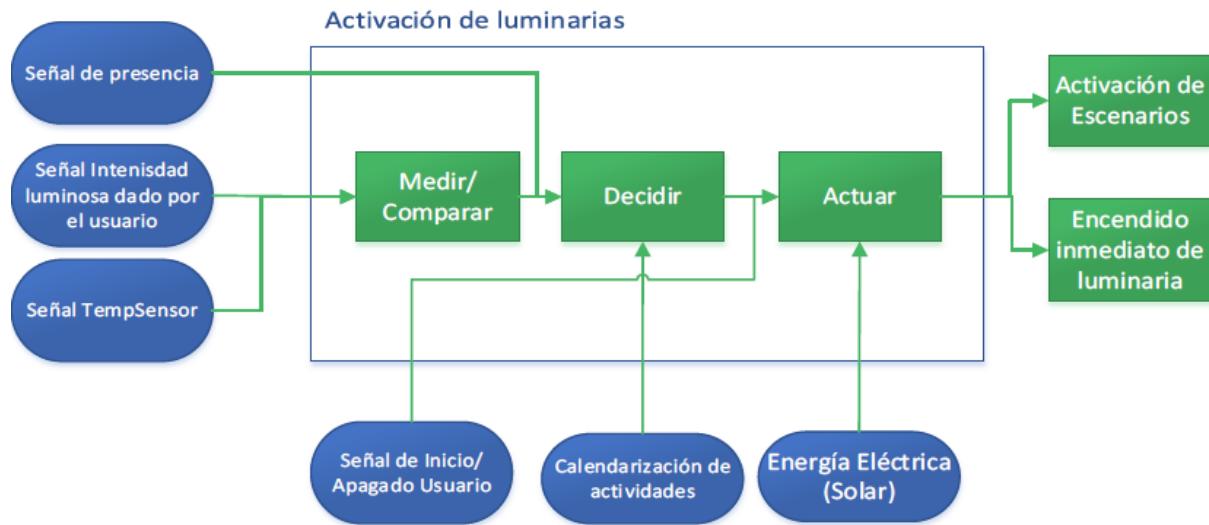 Activación de luminarias
Señal de presencia
Señal Intenisdad
luminosa dado por
el usuario
Señal TempSensor
Medir/
Comparar
Decidir
Actuar
Activación de
Escenarios
Encendido
inmediato de
luminaria
Señal de Inicio/
Apagado Usuario
Calendarización de
actividades
Energía Eléctrica
(Solar)